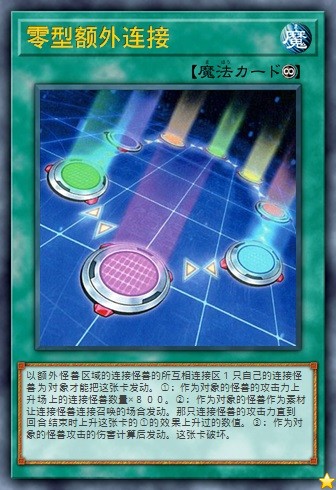 零型额外连接
魔
【魔法カード】
以额外怪兽区域的连接怪兽的所互相连接区1只自己的连接怪
兽为对象才能把这张卡发动。①：作为对象的怪兽的攻击力上
升场上的连接怪兽数量×800。②：作为对象的怪兽作为素材
让连接怪兽连接召唤的场合发动。那只连接怪兽的攻击力直到
回合结束时上升这张卡的①的效果上升过的数值。③：作为对
象的怪兽攻击的伤害计算后发动。这张卡破坏。